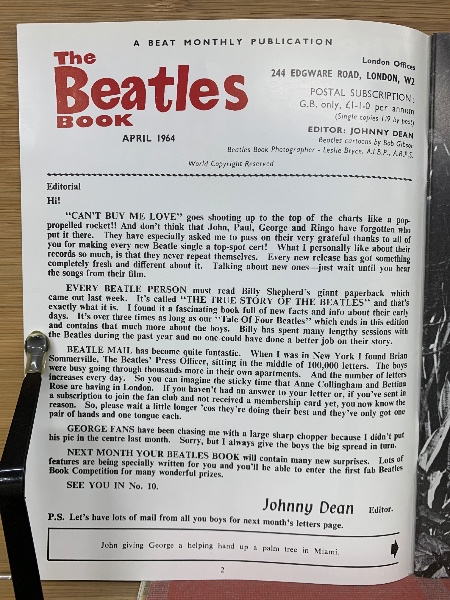 A BEAT MONTHLY PUBLICATION
The
Beatles
BOOK
APRIL 1964
London Offices
244 EDGWARE ROAD, LONDON, W2
POSTAL SUBSCRIPTION:
G.B. only, £1-1-0 per annum
(Single copies 1/9 by post)
EDITOR: JOHNNY DEAN
Beatles cartoons by Bob Gibson
Beatles Book Photographer - Leslie Bryce, A.I.B.P., A.R.P.S.
World Copyright Reserved
Editorial
Hi!
"CAN'T BUY ME LOVE" goes shooting up to the top of the charts like a pop-
propelled rocket!! And don't think that John, Paul, George and Ringo have forgotten who
put it there. They have especially asked me to pass on their very grateful thanks to all of
you for making every new Beatle single a top-spot cert! What I personally like about their
records so much, is that they never repeat themselves. Every new release has got something
completely fresh and different about it. Talking about new ones—just wait until you hear
the songs from their film.
EVERY BEATLE PERSON must read Billy Shepherd's giant paperback which
came out last week. It's called "THE TRUE STORY OF THE BEATLES" and that's
exactly what it is. I found it a fascinating book full of new facts and info about their early
days. It's over three times as long as our "Tale Of Four Beatles" which ends in this edition
and contains that much more about the boys. Billy has spent many lengthy sessions with
the Beatles during the past year and no one could have done a better job on their story.
BEATLE MAIL has become quite fantastic. When I was in New York I found Brian
Sommerville, The Beatles' Press Officer, sitting in the middle of 100,000 letters. The boys
were busy going through thousands more in their own apartments. And the number of letters
increases every day. So you can imagine the sticky time that Anne Collingham and Bettina
Rose are having in London. If you haven't had an answer to your letter or, if you've sent in
a subscription to join the fan club and not received a membership card yet, you now know the
reason. So, please wait a little longer 'cos they're doing their best and they've only got one
pair of hands and one tongue each.
GEORGE FANS have been chasing me with a large sharp chopper because I didn't put
his pic in the centre last month. Sorry, but I always give the boys the big spread in turn.
NEXT MONTH YOUR BEATLES BOOK will contain many new surprises. Lots of
features are being specially written for you and you'll be able to enter the first fab Beatles
Book Competition for many wonderful prizes.
SEE YOU IN No. 10.
Johnny Dean Editor.
P.S. Let's have lots of mail from all you boys for next month's letters page.
John giving George a helping hand up a palm tree in Miami.
2